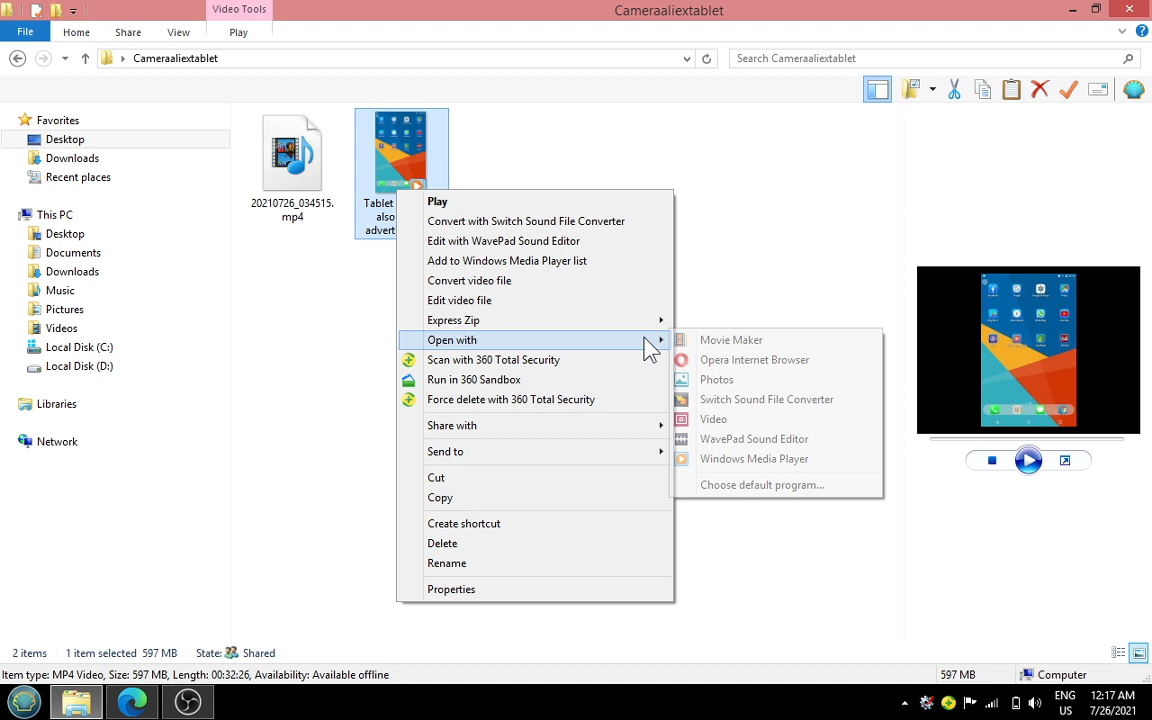 Video Tools
Cameraaliextablet
File
Home
Share
View
Play
Cameraaliextablet
Search Cameraaliextablet
Favorites
Desktop
Downloads
Recent places
This PC
Desktop
Documents
Downloads
Music
Pictures
Videos
Local Disk (C:)
Local Disk (D:)
Libraries
Network
20210726_034515.
mp4
Tablet
also
advert
Play
Convert with Switch Sound File Converter
Edit with WavePad Sound Editor
Add to Windows Media Player list
Convert video file
Edit video file
Express Zip
Open with
Scan with 360 Total Security
Run in 360 Sandbox
Force delete with 360 Total Security
Share with
Send to
Cut
Copy
Create shortcut
Delete
Rename
Properties
Movie Maker
Opera Internet Browser
Photos
Switch Sound File Converter
Video
WavePad Sound Editor
Windows Media Player
Choose default program...
2 items
1 item selected 597 MB
State: Shared
Item type: MP4 Video, Size: 597 MB, Length: 00:32:26, Availability: Available offline
597 MB
Computer
ENG
US
12:17 AM
7/26/2021